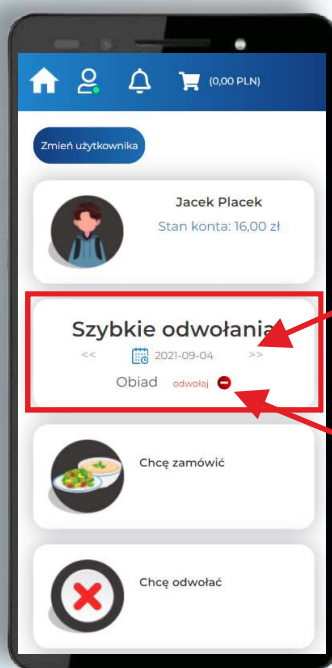 (0,00 PLN)
Zmień użytkownika
Jacek Placek
Stan konta: 16,00 zł
Szybkie odwołania
<< 2021-09-04 >>
Obiad odwołaj
Chcę zamówić
Chcę odwołać